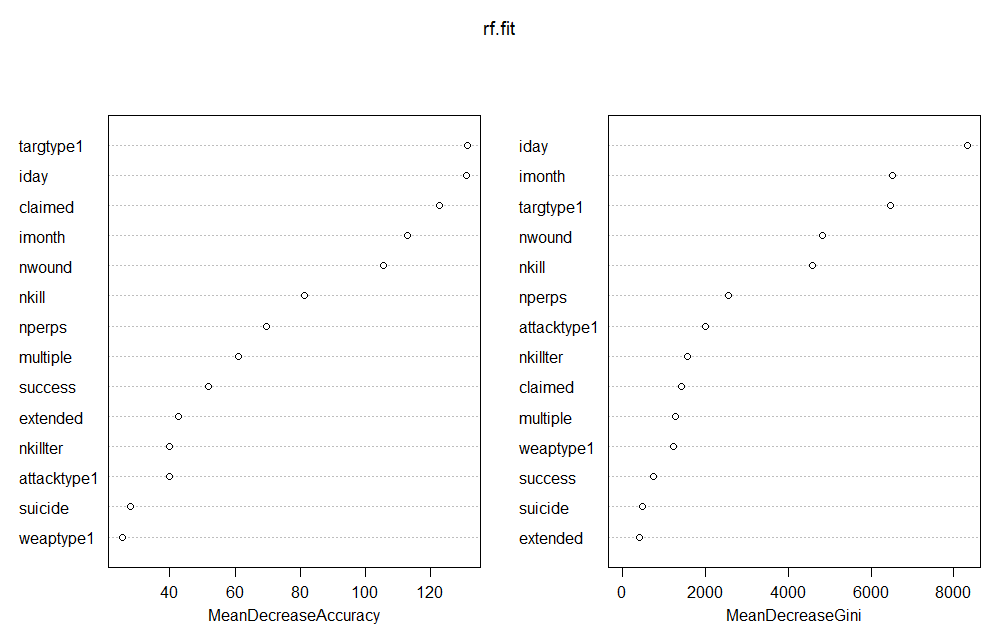 rf.fit
targtype1
iday
claimed
imonth
nwound
nkill
nperps
multiple
success
extended
nkillter
attacktype1
suicide
weaptype1
40 60 80 100 120
MeanDecreaseAccuracy
iday
imonth
targtype1
nwound
nkill
nperps
attacktype1
nkillter
claimed
multiple
weaptype1
success
suicide
extended
0 2000 4000 6000 8000
MeanDecreaseGini